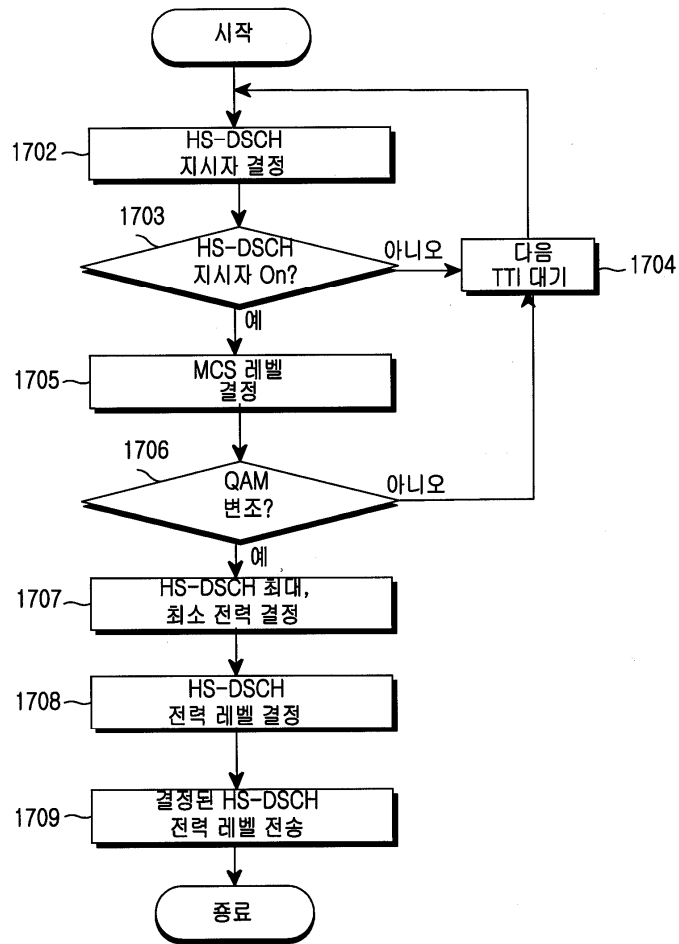 시작
1702
HS-DSCH
지시자 결정
1703
HS-DSCH
지시자 On?
아니오
다음
TTI 대기
1704
예
1705
MCS 레벨
결정
1706
QAM
변조?
아니오
예
1707
HS-DSCH 최대,
최소 전력 결정
1708
HS-DSCH
전력 레벨 결정
1709
결정된 HS-DSCH
전력 레벨 전송
종료